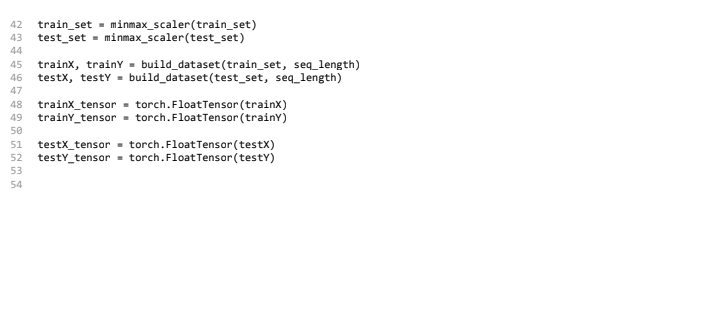 42 train_set = minmax_scaler(train_set)
43 test_set = minmax_scaler(test_set)
44
45 trainX, trainY = build_dataset(train_set, seq_length)
46 testX, testY = build_dataset(test_set, seq_length)
47
48 trainX_tensor = torch.FloatTensor(trainX)
49 trainY_tensor = torch.FloatTensor(trainY)
50
51 testX_tensor = torch.FloatTensor(testX)
52 testY_tensor = torch.FloatTensor(testY)
53
54